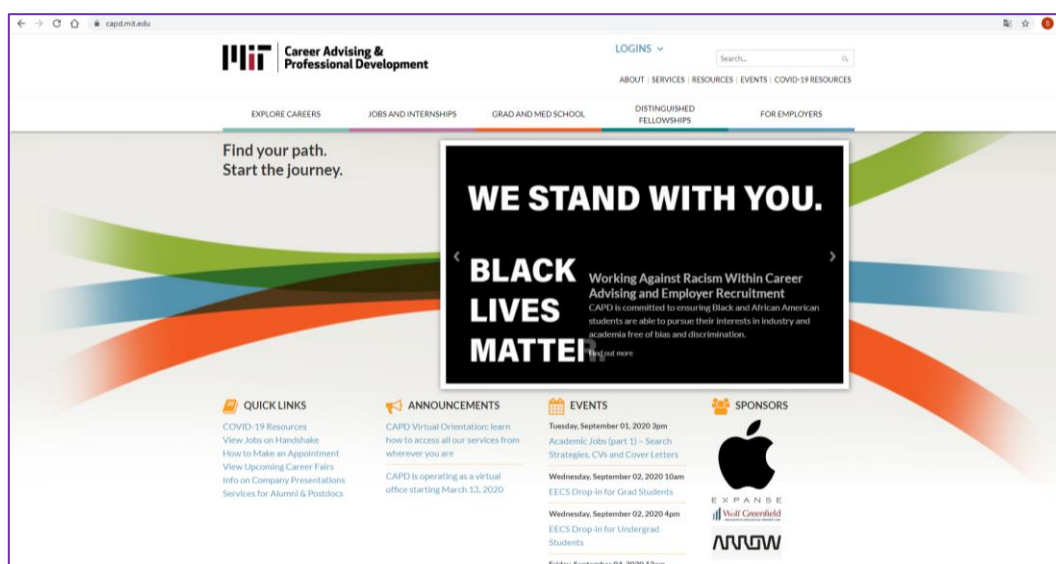 capd.mit.edu
S
MIT
Career Advising &
Professional Development
LOGINS
Search...
ABOUT | SERVICES | RESOURCES | EVENTS | COVID-19 RESOURCES
EXPLORE CAREERS
JOBS AND INTERNSHIPS
GRAD AND MED SCHOOL
DISTINGUISHED
FELLOWSHIPS
FOR EMPLOYERS
Find your path.
Start the journey.
WE STAND WITH YOU.
BLACK
LIVES
MATTER.
Working Against Racism Within Career
Advising and Employer Recruitment
CAPD is committed to ensuring Black and African American
students are able to pursue their interests in industry and
academia free of bias and discrimination.
Find out more
QUICK LINKS
COVID-19 Resources
View Jobs on Handshake
How to Make an Appointment
View Upcoming Career Fairs
Info on Company Presentations
Services for Alumni & Postdocs
ANNOUNCEMENTS
CAPD Virtual Orientation: learn
how to access all our services from
wherever you are
CAPD is operating as a virtual
office starting March 13, 2020
EVENTS
Tuesday, September 01, 2020 3pm
Academic Jobs (part 1) – Search
Strategies, CVs and Cover Letters
Wednesday, September 02, 2020 10am
EECS Drop-in for Grad Students
Wednesday, September 02, 2020 4pm
EECS Drop-in for Undergrad
Students
Friday, September 04, 2020 12pm
SPONSORS
EXPANSE
Wolf Greenfield
ARROW